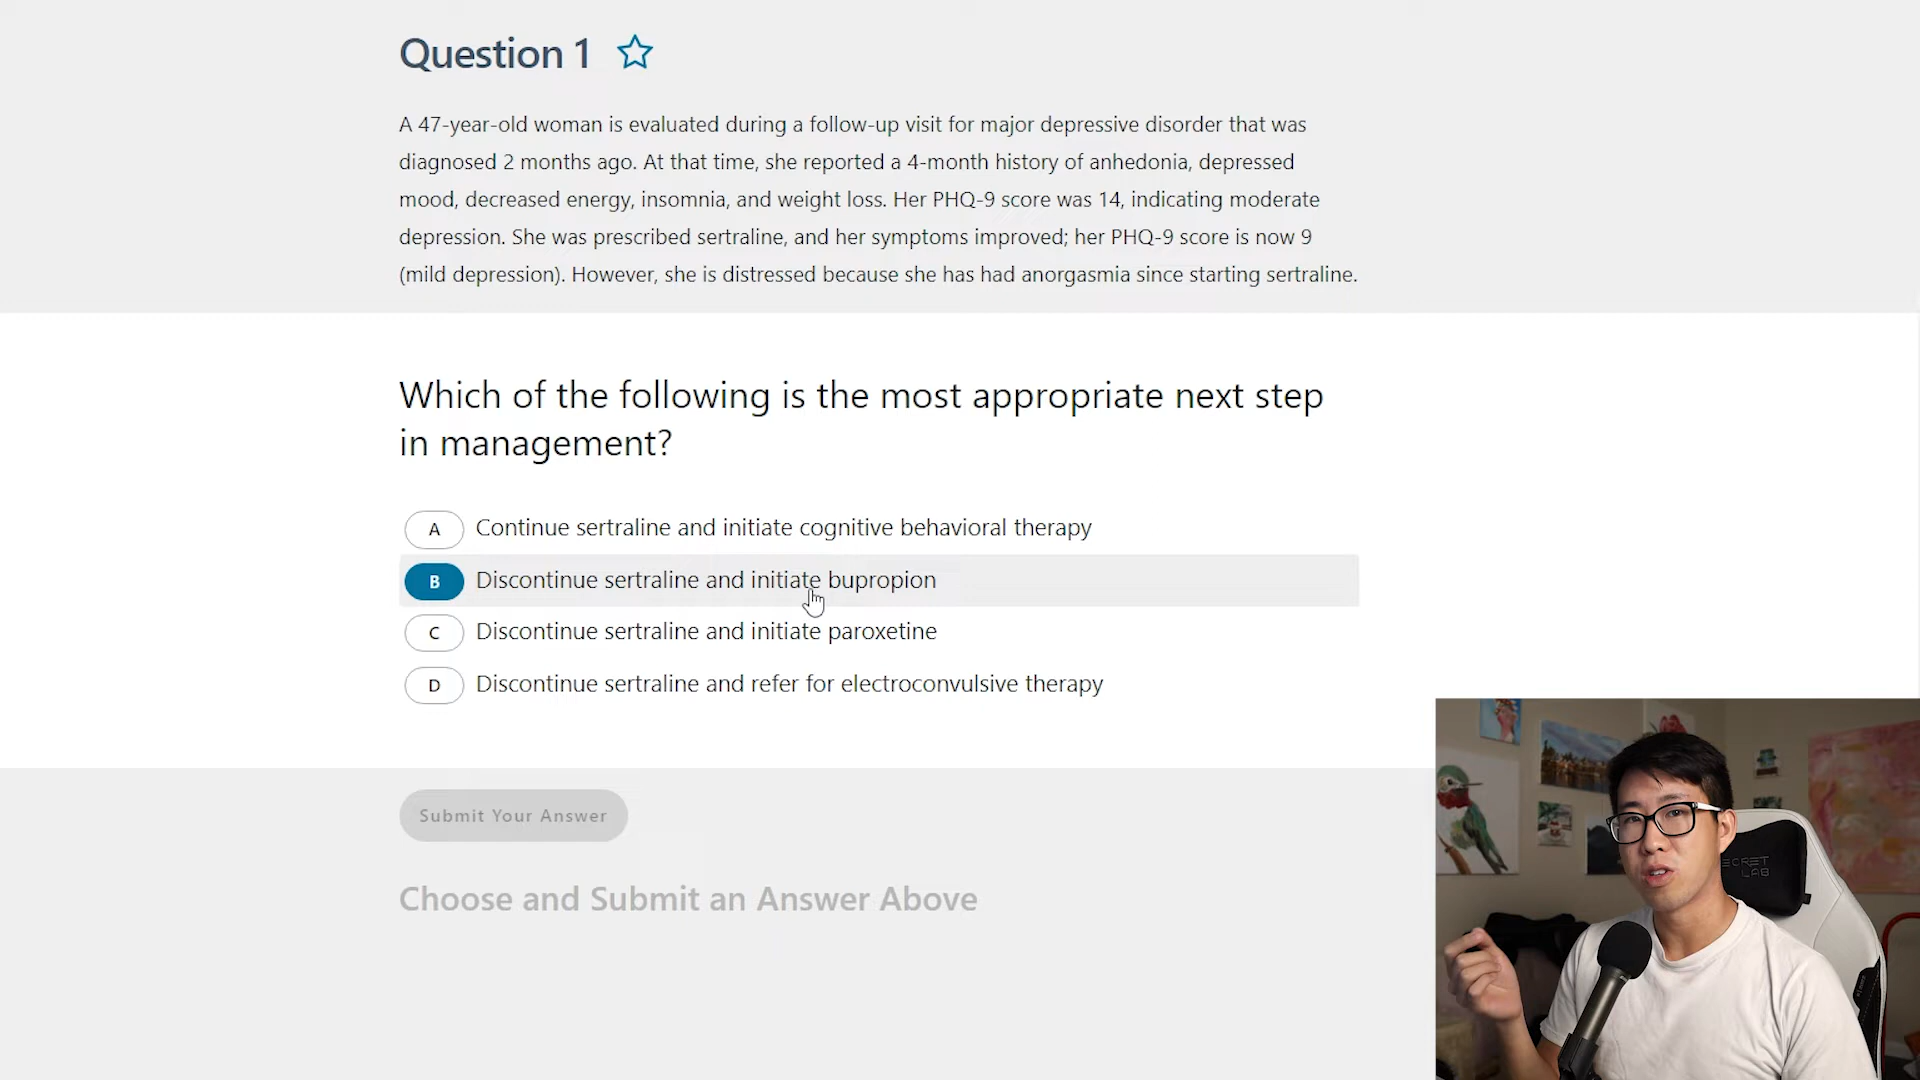 Question 1
A 47-year-old woman is evaluated during a follow-up visit for major depressive disorder that was
diagnosed 2 months ago. At that time, she reported a 4-month history of anhedonia, depressed
mood, decreased energy, insomnia, and weight loss. Her PHQ-9 score was 14, indicating moderate
depression. She was prescribed sertraline, and her symptoms improved; her PHQ-9 score is now 9
(mild depression). However, she is distressed because she has had anorgasmia since starting sertraline.
Which of the following is the most appropriate next step
in management?
A Continue sertraline and initiate cognitive behavioral therapy
B Discontinue sertraline and initiate bupropion
C Discontinue sertraline and initiate paroxetine
D Discontinue sertraline and refer for electroconvulsive therapy
Submit Your Answer
Choose and Submit an Answer Above
LAB